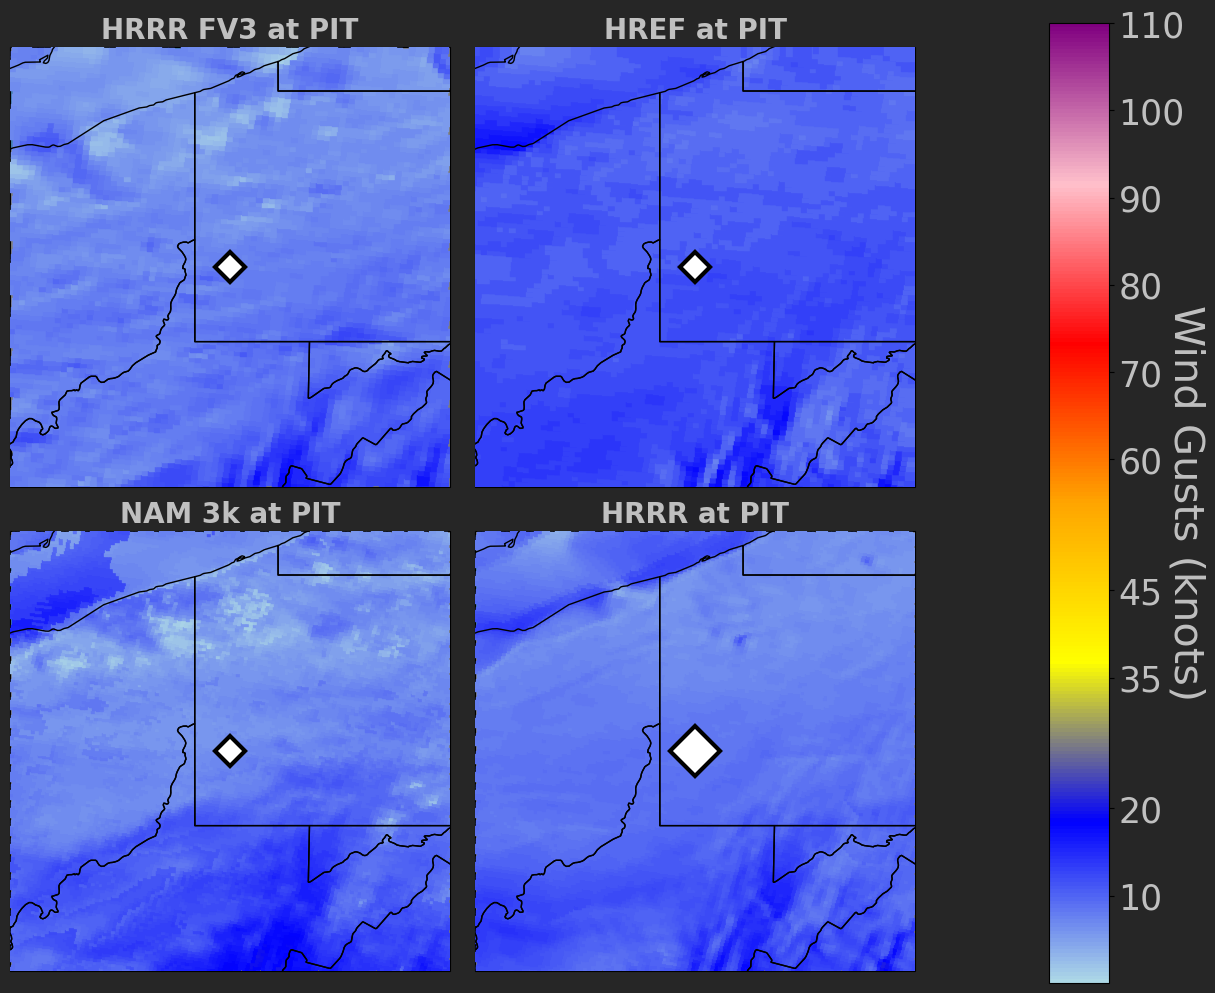 HRRR FV3 at PIT
HREF at PIT
NAM 3k at PIT
HRRR at PIT
110
100
90
80
70
60
45
35
20
10
Wind Gusts (knots)